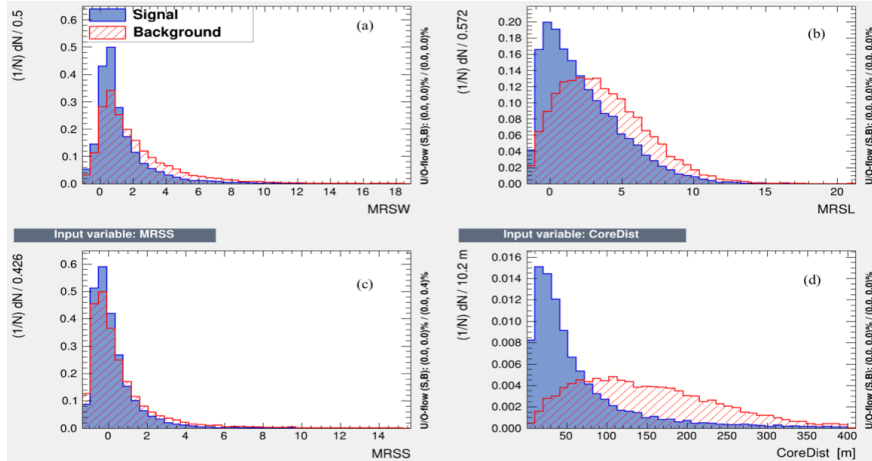 Signal
Background
(a)
(1/N) dN / 0.5
0.6
0.5
0.4
0.3
0.2
0.1
0.0
0 2 4 6 8 10 12 14 16 18
MRSW
U/O-flow (S,B): (0.0, 0.0)% / (0.0, 0.0)%
(b)
(1/N) dN / 0.572
0.20
0.18
0.16
0.14
0.12
0.10
0.08
0.06
0.04
0.02
0.00
0 5 10 15 20
MRSL
U/O-flow (S,B): (0.0, 0.0)% / (0.0, 0.0)%
Input variable: MRSS
(c)
(1/N) dN / 0.426
0.6
0.5
0.4
0.3
0.2
0.1
0.0
0 2 4 6 8 10 12 14
MRSS
U/O-flow (S,B): (0.0, 0.0)% / (0.0, 0.4)%
Input variable: CoreDist
(d)
(1/N) dN / 10.2 m
0.016
0.014
0.012
0.010
0.008
0.006
0.004
0.002
0.000
50 100 150 200 250 300 350 400
CoreDist [m]
U/O-flow (S,B): (0.0, 0.0)% / (0.0, 0.0)%